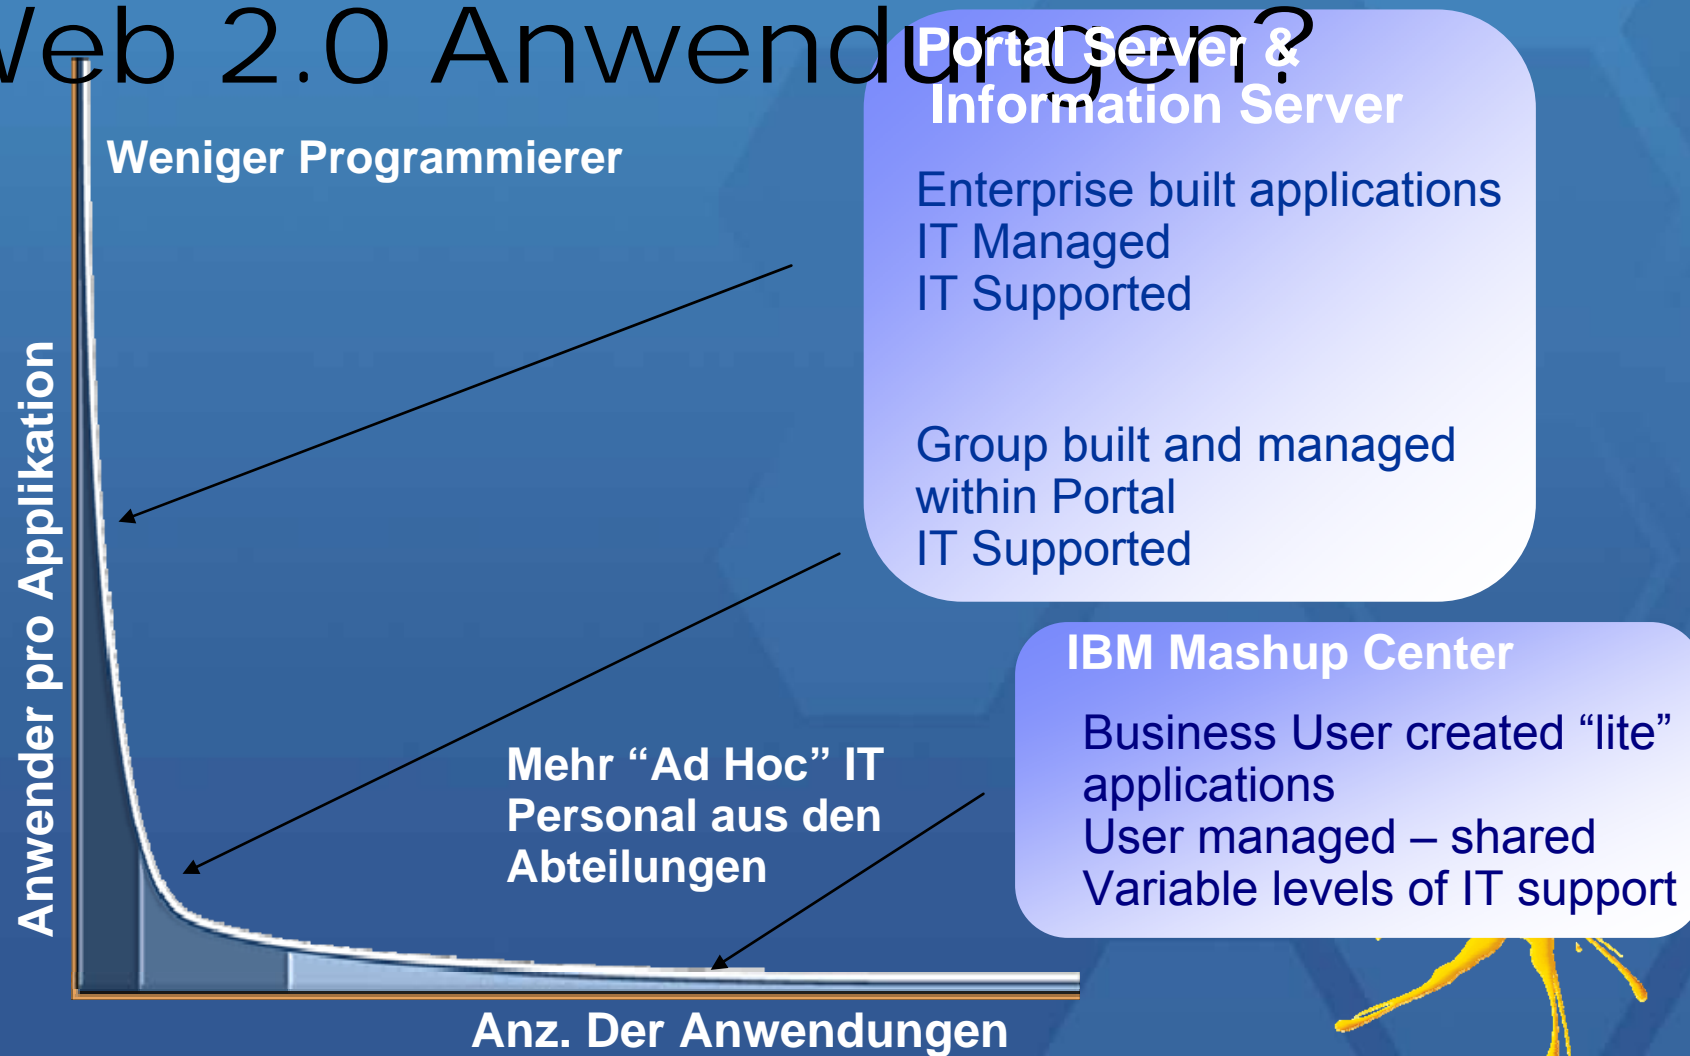 Web 2.0 Anwendungen?
Portal Server &
Information Server
Weniger Programmierer
Enterprise built applications
IT Managed
IT Supported
Group built and managed
within Portal
IT Supported
Anwender pro Applikation
IBM Mashup Center
Business User created “lite”
applications
User managed – shared
Variable levels of IT support
Mehr “Ad Hoc” IT
Personal aus den
Abteilungen
Anz. Der Anwendungen